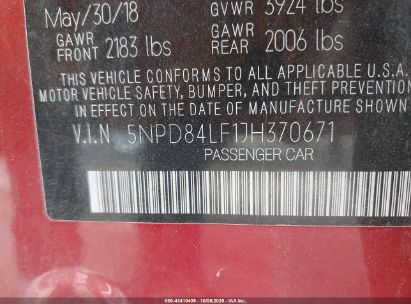 May/30/18 GVWR 3924 lbs
GAWR FRONT 2183 lbs GAWR REAR 2006 lbs
THIS VEHICLE CONFORMS TO ALL APPLICABLE U.S.A.
MOTOR VEHICLE SAFETY, BUMPER, AND THEFT PREVENTION
IN EFFECT ON THE DATE OF MANUFACTURE SHOWN
V.I.N 5NPD84LF1JH370671
PASSENGER CAR